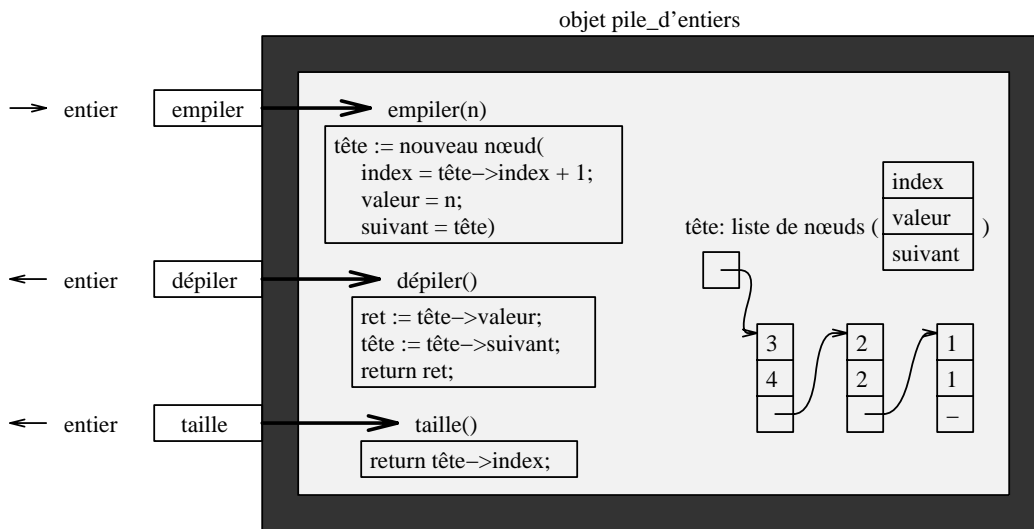 objet pile_d'entiers
entier
empiler
empiler(n)
tête := nouveau nœud(
index = tête−>index + 1;
valeur = n;
suivant = tête)
tête: liste de nœuds (
index
valeur
suivant
)
entier
dépiler
dépiler()
ret := tête−>valeur;
tête := tête−>suivant;
return ret;
3
4
2
2
1
1
−
entier
taille
taille()
return tête−>index;